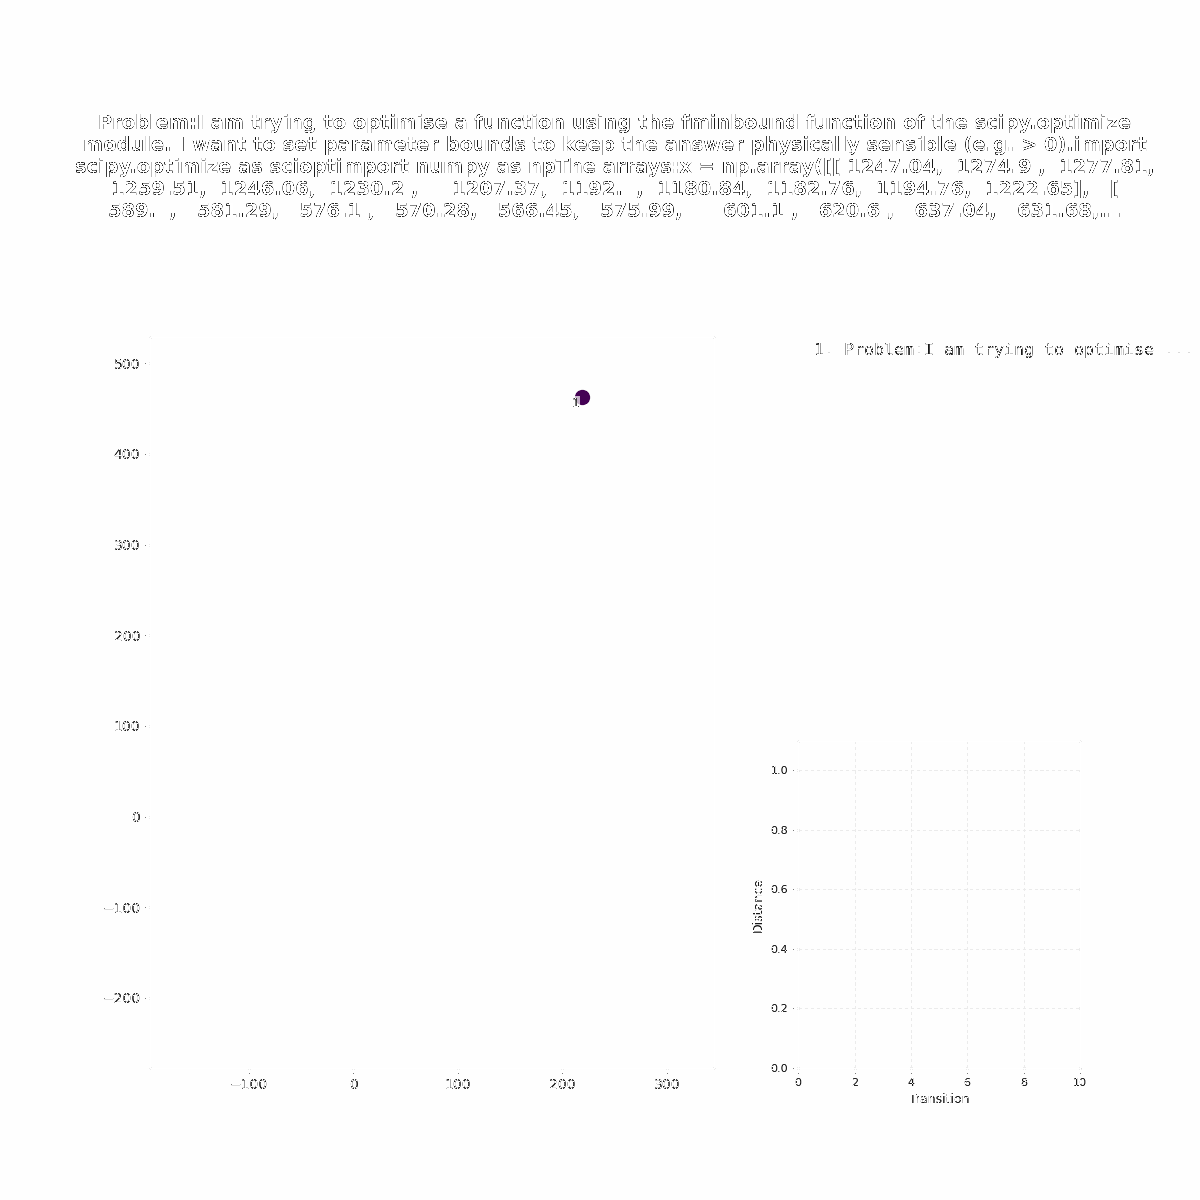 Problem:I am trying to optimise a function using the fminbound function of the scipy.optimize
module. I want to set parameter bounds to keep the answer physically sensible (e.g. > 0).import
scipy.optimize as scioptimport numpy as npThe arrays:x = np.array([[ 1247.04, 1274.9 , 1277.81,
1259.51, 1246.06, 1230.2 , 1207.37, 1192. , 1180.84, 1182.76, 1194.76, 1222.65], [
589. , 581.29, 576.1 , 570.28, 566.45, 575.99, 601.1 , 620.6 , 637.04, 631.68,...
1. Problem:I am trying to optimise ...
500
1
400
300
200
100
0
−100
−200
−100 0 100 200 300
1.0
0.8
0.6
0.4
0.2
0.0
Distance
0 2 4 6 8 10
Transition